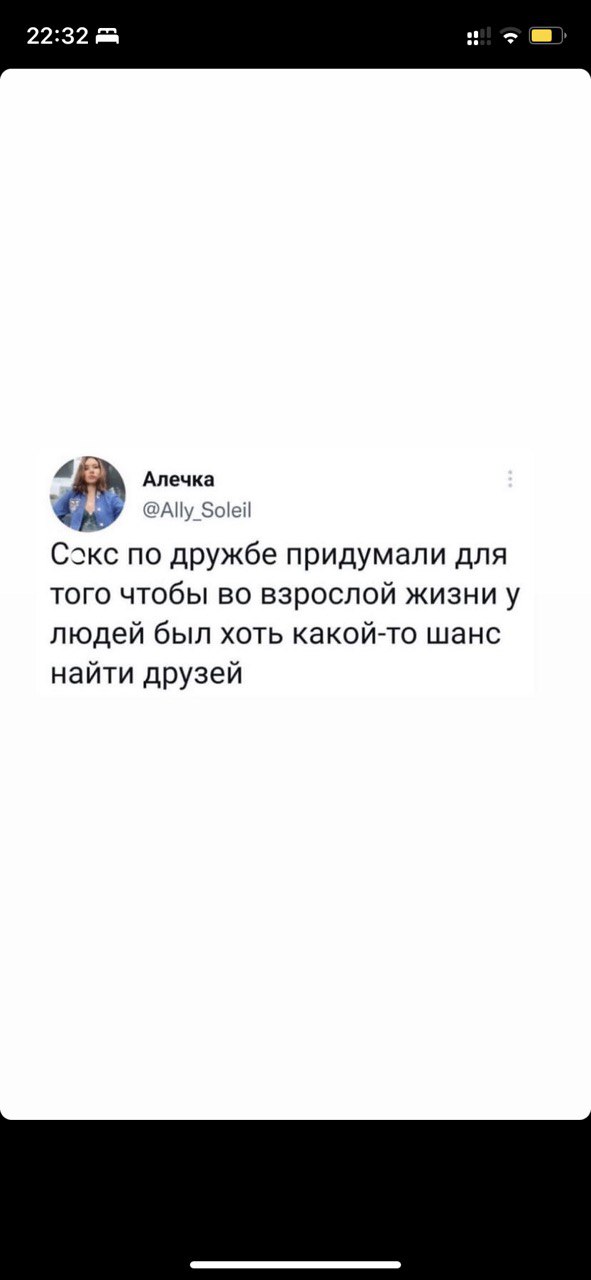 22:32
Алечка
@Ally_Soleil
Секс по дружбе придумали для
того чтобы во взрослой жизни у
людей был хоть какой-то шанс
найти друзей